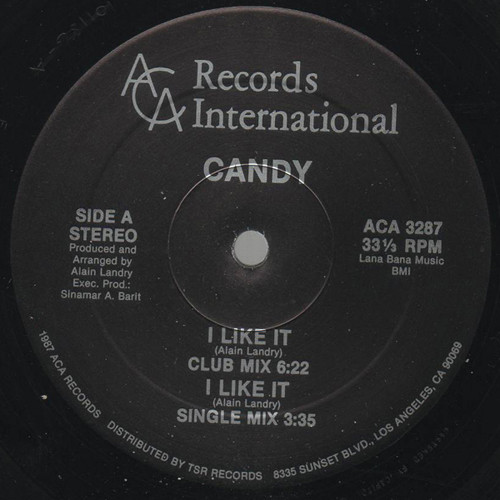 ACA Records
International
CANDY
SIDE A
STEREO
Produced and
Arranged by
Alain Landry
Exec. Prod.:
Sinamar A. Barit
ACA 3287
33 1/3 RPM
Lana Bana Music
BMI
I LIKE IT
(Alain Landry)
CLUB MIX 6:22
I LIKE IT
(Alain Landry)
SINGLE MIX 3:35
1987 ACA RECORDS DISTRIBUTED BY TSR RECORDS 8335 SUNSET BLVD., LOS ANGELES, CA 90069